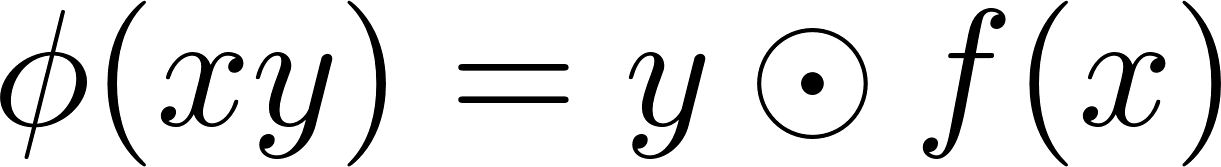 ϕ(xy) = y ⊙ f(x)